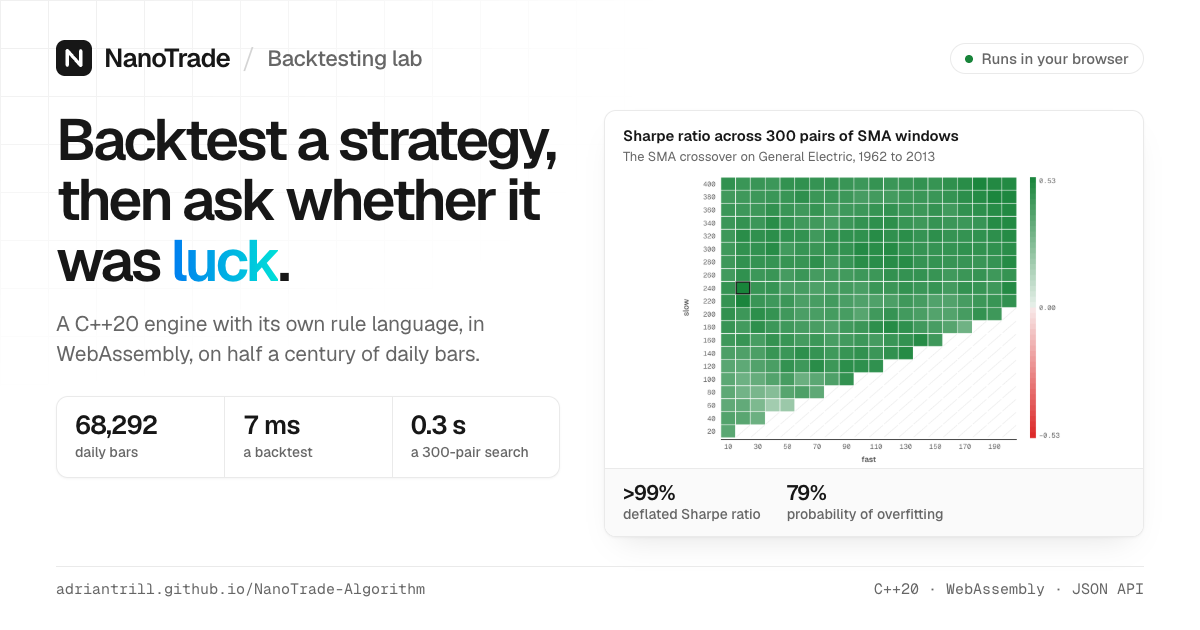 N NanoTrade / Backtesting lab
Runs in your browser
Backtest a strategy,
then ask whether it
was luck.
A C++20 engine with its own rule language, in
WebAssembly, on half a century of daily bars.
68,292
daily bars
7 ms
a backtest
0.3 s
a 300-pair search
Sharpe ratio across 300 pairs of SMA windows
The SMA crossover on General Electric, 1962 to 2013
slow
400
380
360
340
320
300
280
260
240
220
200
180
160
140
120
100
80
60
40
20
10 30 50 70 90 110 130 150 170 190
fast
0.53
0.00
-0.53
>99%
deflated Sharpe ratio
79%
probability of overfitting
adriantrill.github.io/NanoTrade-Algorithm
C++20 · WebAssembly · JSON API